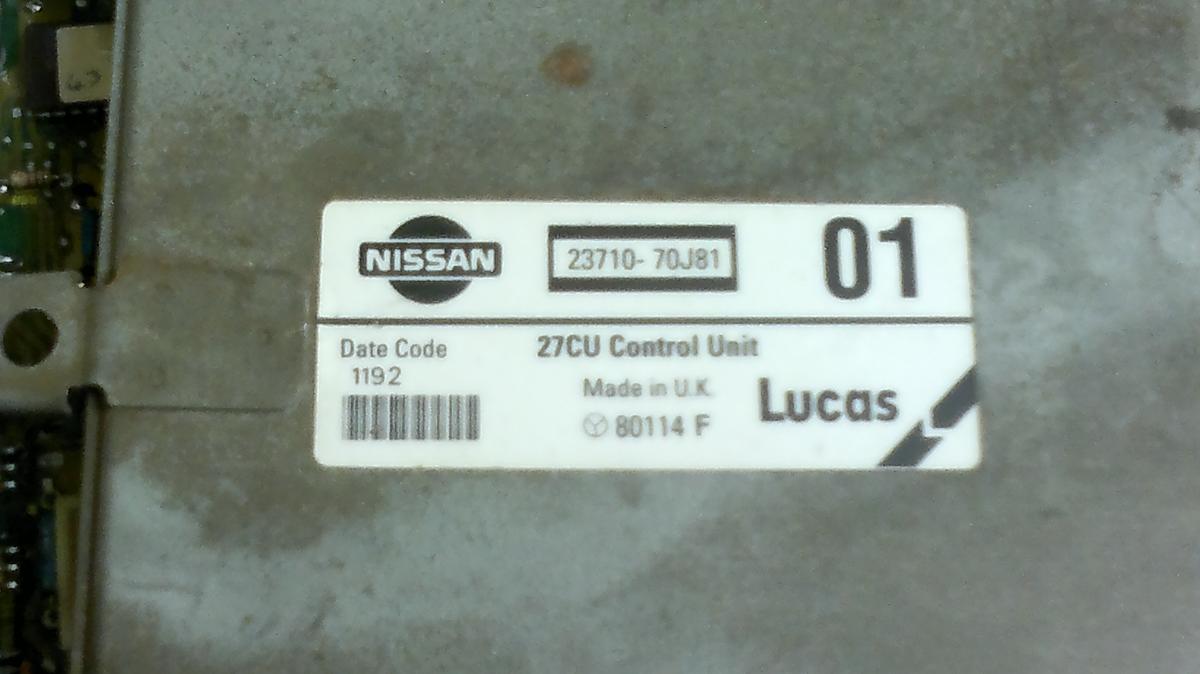 NISSAN
23710- 70J81
01
Date Code
1192
27CU Control Unit
Made in U.K.
80114 F
Lucas